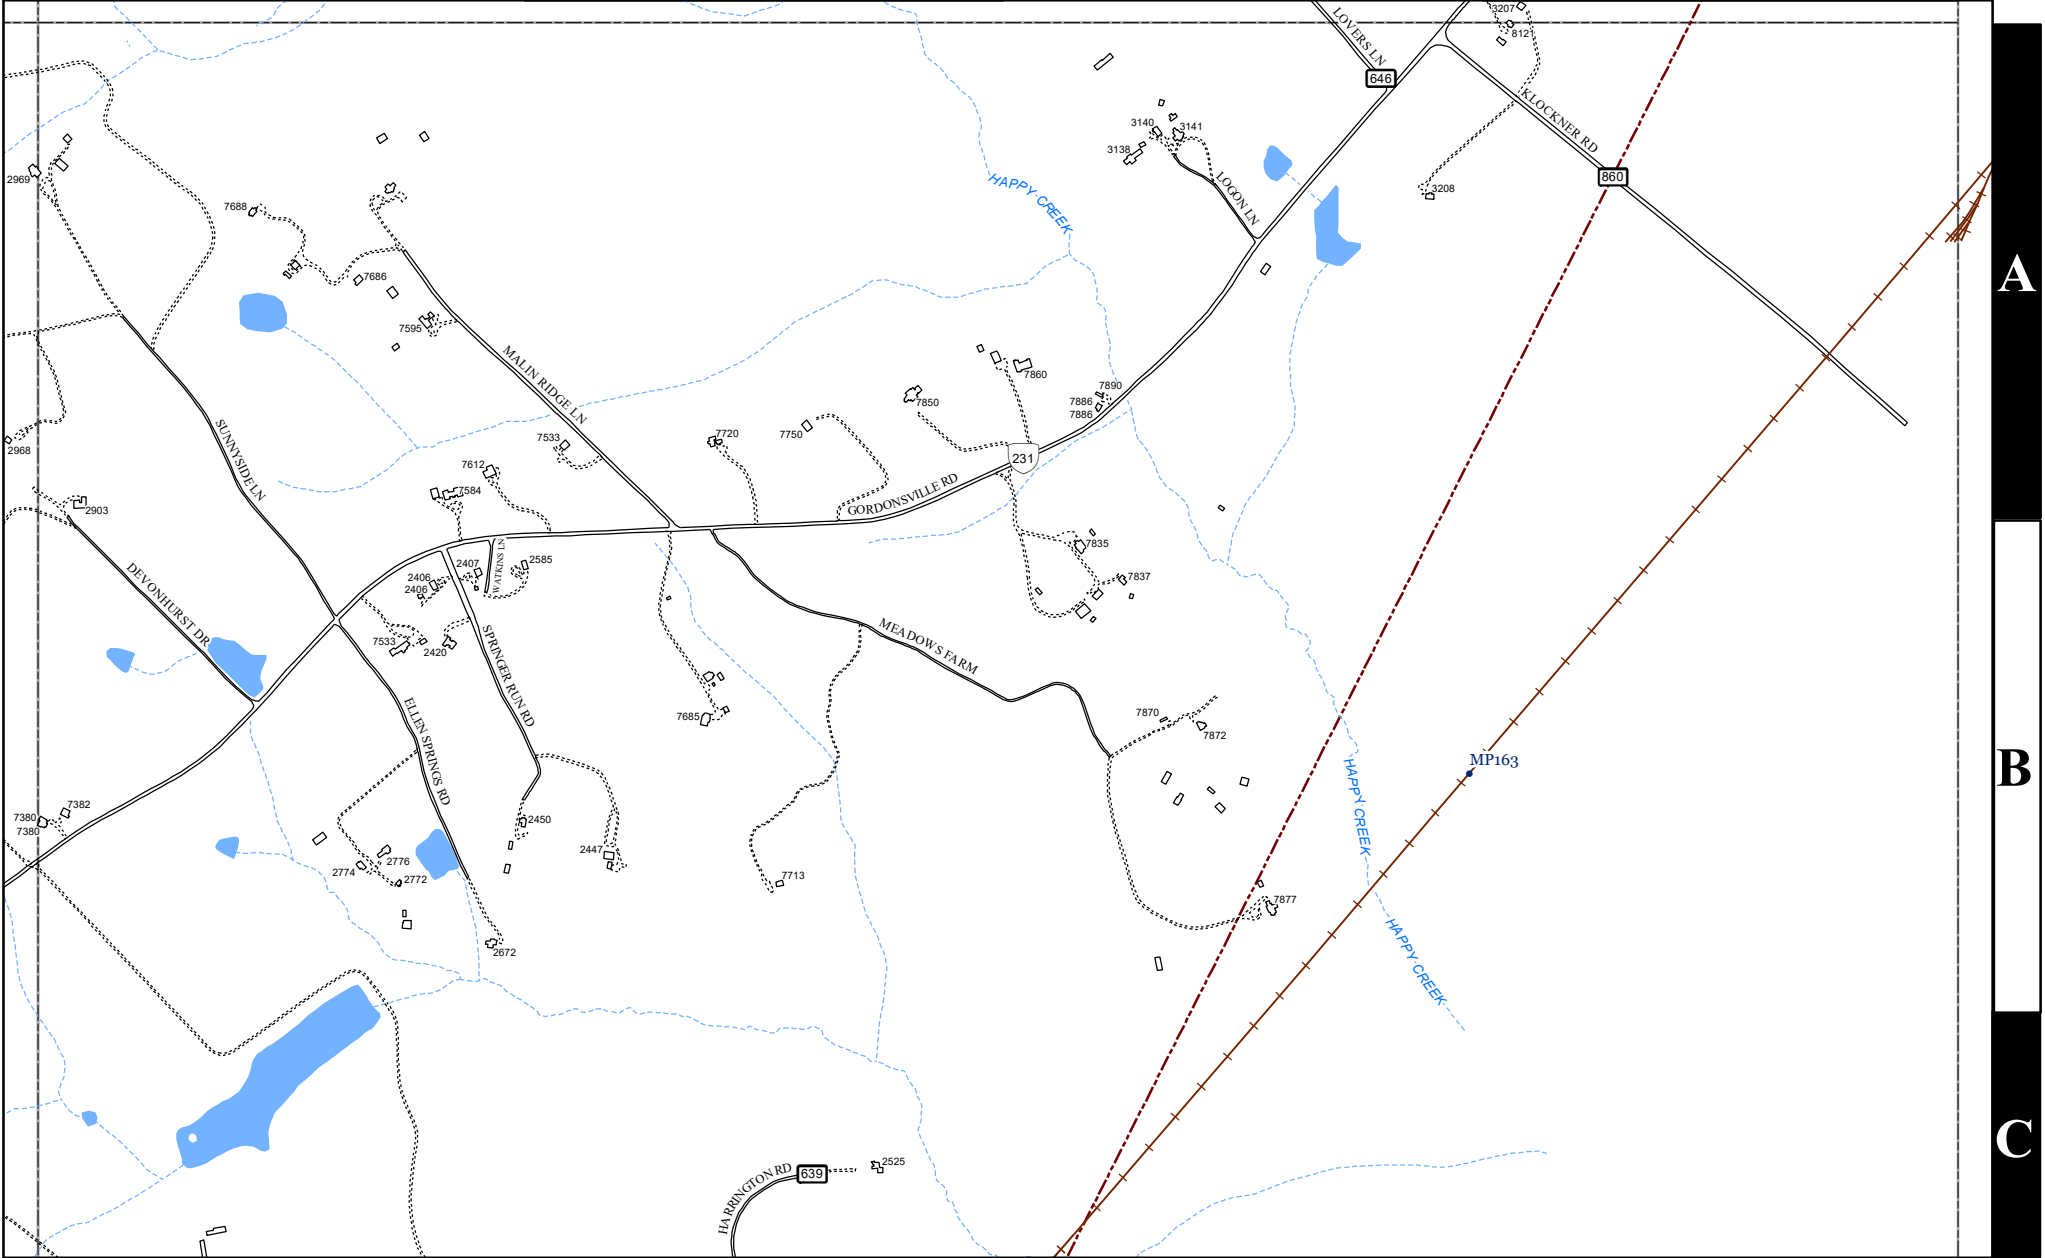 3207
LOVERS LN
8121
646
KLOCKNER RD
3140
3141
3138
860
2969
HAPPY CREEK
LOGON LN
3208
7688
A
7686
7595
MALIN RIDGE LN
7860
7890
7850
7886
7886
SUNNYSIDE LN
7720
7750
7533
2968
231
7612
7584
GORDONSVILLE RD
2903
WATKINS LN
7835
2407
2585
DEVONHURST DR
2406
2406
7837
7533
2420
SPRINGER RUN RD
MEADOWS FARM
ELLEN SPRINGS RD
7685
7870
7872
MP163
B
HAPPY CREEK
7382
7380
7380
2450
2447
2776
2774
2772
7713
7877
HAPPY CREEK
2672
C
HARRINGTON RD
639
2525